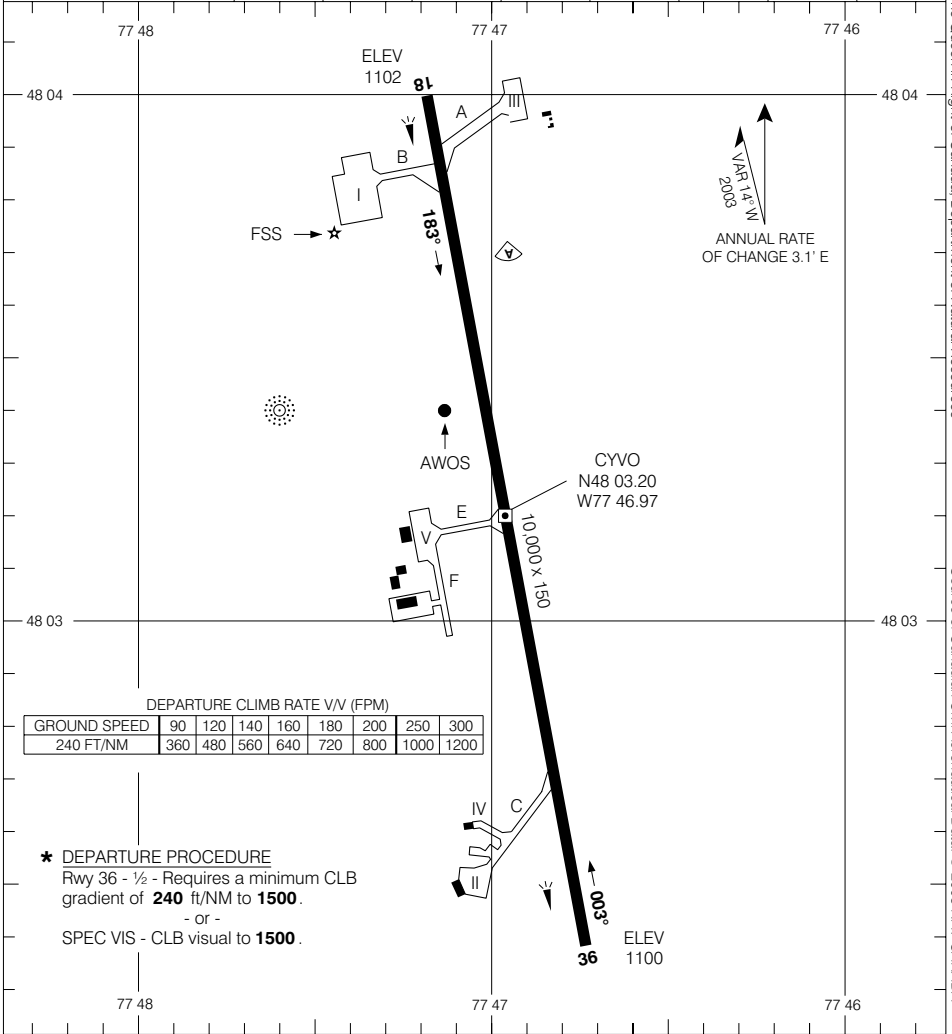 77 48
77 47
77 46
ELEV
1102
18
48 04
48 04
A
III
B
I
VAR 14° W
2003
ANNUAL RATE
OF CHANGE 3.1' E
183°
FSS
A
AWOS
CYVO
N48 03.20
W77 46.97
E
V
10,000 x 150
F
48 03
48 03
DEPARTURE CLIMB RATE V/V (FPM)
GROUND SPEED 90 120 140 160 180 200 250 300
240 FT/NM 360 480 560 640 720 800 1000 1200
IV
C
II
* DEPARTURE PROCEDURE
Rwy 36 - ½ - Requires a minimum CLB
gradient of 240 ft/NM to 1500.
- or -
SPEC VIS - CLB visual to 1500.
003°
36
ELEV
1100
77 48
77 47
77 46